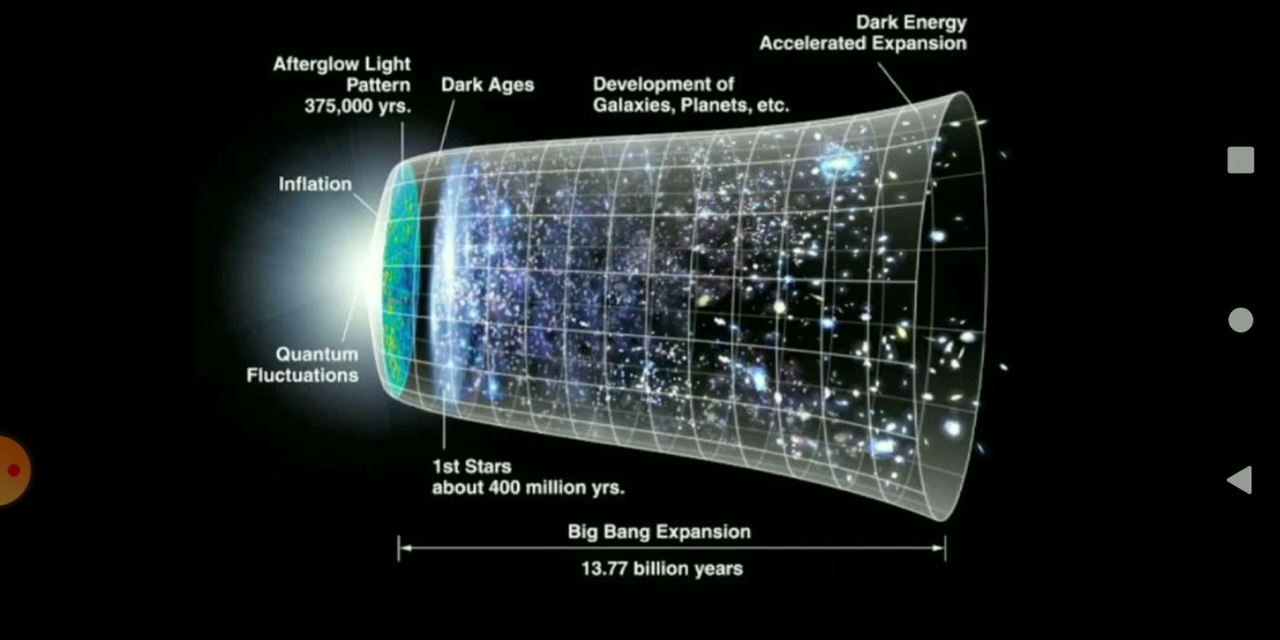 Dark Energy
Accelerated Expansion
Afterglow Light
Pattern
375,000 yrs.
Dark Ages
Development of
Galaxies, Planets, etc.
Inflation
Quantum
Fluctuations
1st Stars
about 400 million yrs.
Big Bang Expansion
13.77 billion years